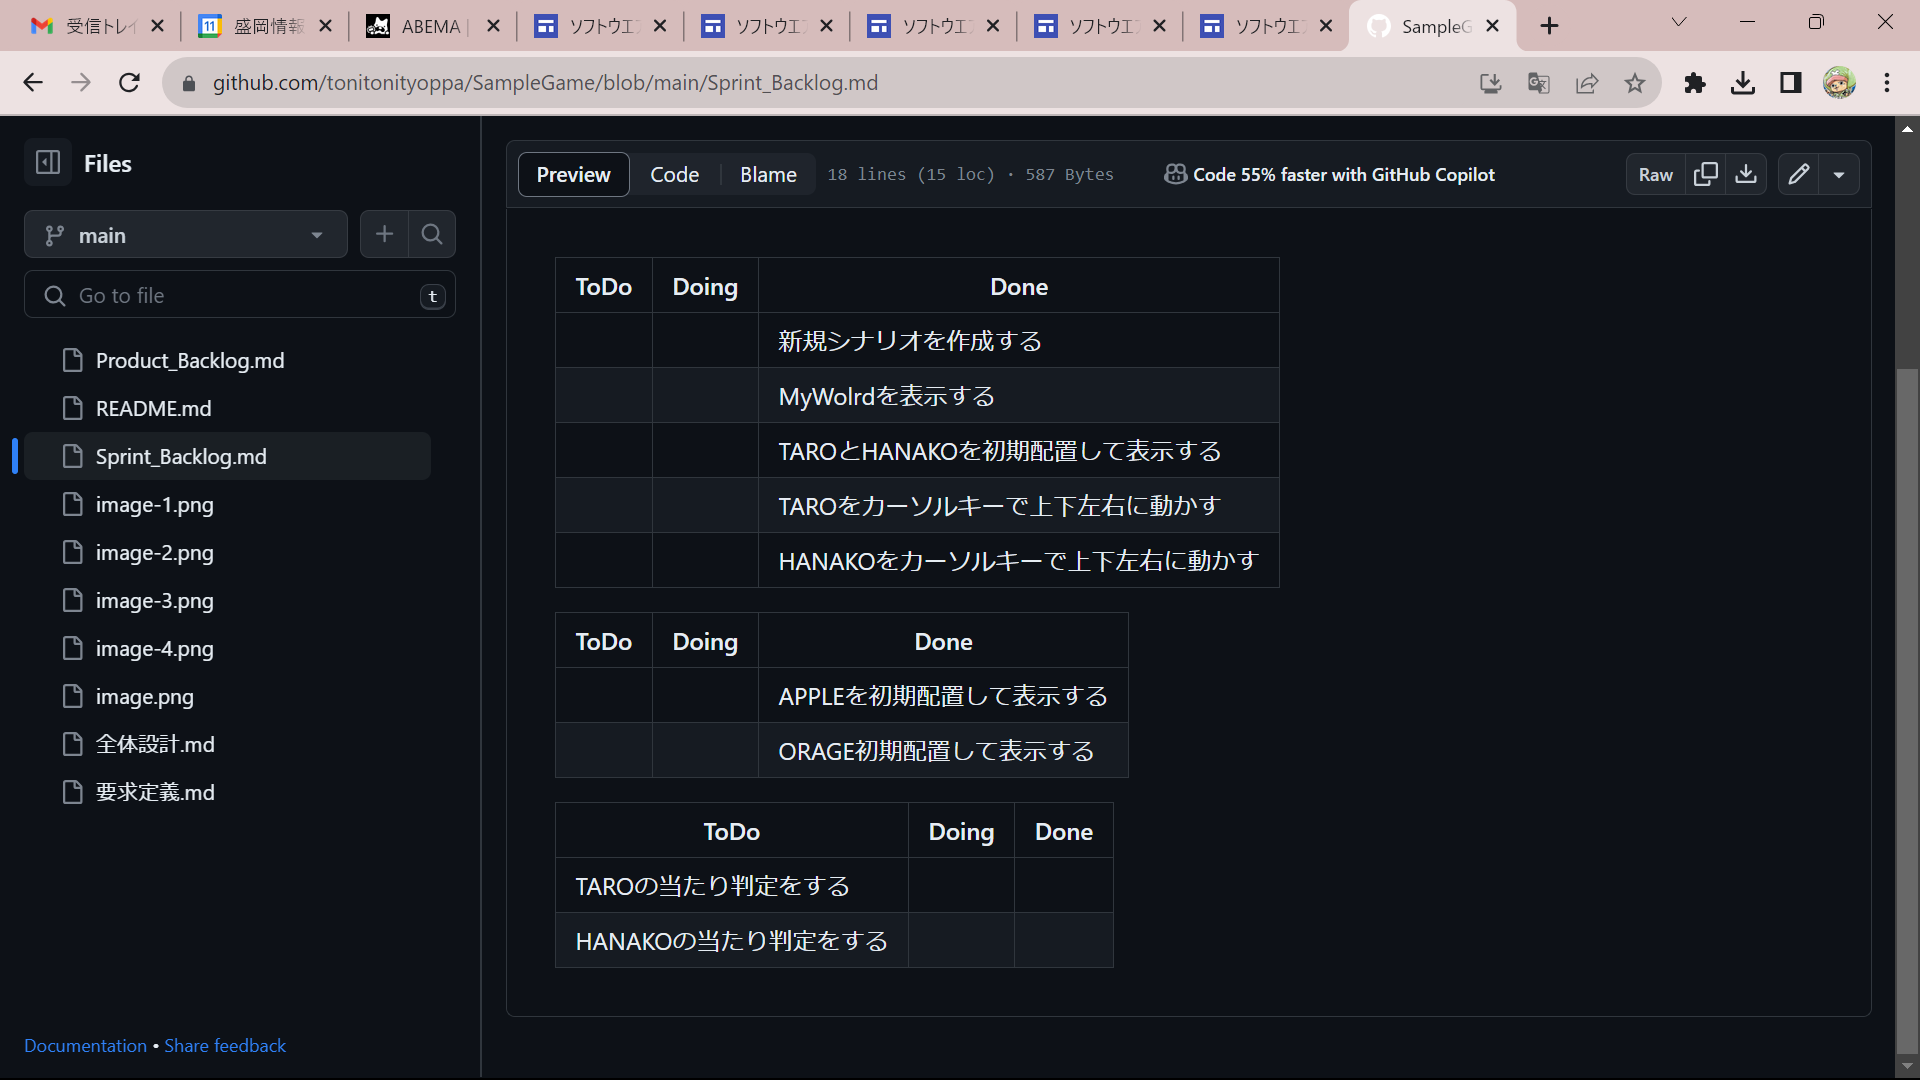 受信トレイ
盛岡情報
ABEMA
ソフトウエア
ソフトウエア
ソフトウエア
ソフトウエア
ソフトウエア
SampleG
github.com/tonitonityoppa/SampleGame/blob/main/Sprint_Backlog.md
Files
main
Go to file
t
Product_Backlog.md
README.md
Sprint_Backlog.md
image-1.png
image-2.png
image-3.png
image-4.png
image.png
全体設計.md
要求定義.md
Documentation • Share feedback
Preview Code Blame 18 lines (15 loc) · 587 Bytes Code 55% faster with GitHub Copilot Raw
ToDo Doing Done
新規シナリオを作成する
MyWolrdを表示する
TAROとHANAKOを初期配置して表示する
TAROをカーソルキーで上下左右に動かす
HANAKOをカーソルキーで上下左右に動かす
ToDo Doing Done
APPLEを初期配置して表示する
ORAGE初期配置して表示する
ToDo Doing Done
TAROの当たり判定をする
HANAKOの当たり判定をする